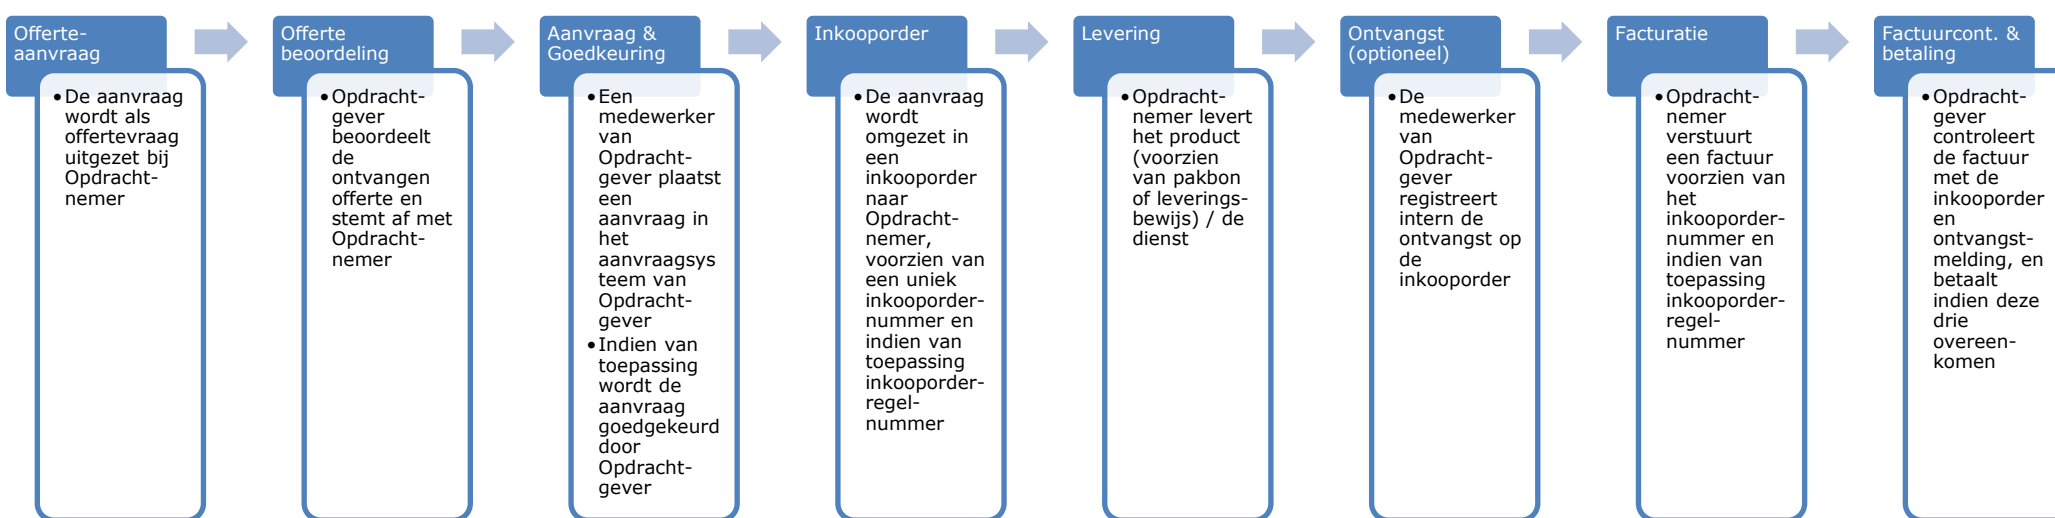 Offerte-
aanvraag
•De aanvraag
wordt als
offertevraag
uitgezet bij
Opdracht-
nemer
Offerte
beoordeling
•Opdracht-
gever
beoordeelt
de
ontvangen
offerte en
stemt af met
Opdracht-
nemer
Aanvraag &
Goedkeuring
•Een
medewerker
van
Opdracht-
gever plaatst
een
aanvraag in
het
aanvraagsys
teem van
Opdracht-
gever
•Indien van
toepassing
wordt de
aanvraag
goedgekeurd
door
Opdracht-
gever
Inkooporder
•De aanvraag
wordt
omgezet in
een
inkooporder
naar
Opdracht-
nemer,
voorzien van
een uniek
inkooporder-
nummer en
indien van
toepassing
inkooporder-
regel-
nummer
Levering
•Opdracht-
nemer levert
het product
(voorzien
van pakbon
of leverings-
bewijs) / de
dienst
Ontvangst
(optioneel)
•De
medewerker
van
Opdracht-
gever
registreert
intern de
ontvangst op
de
inkooporder
Facturatie
•Opdracht-
nemer
verstuurt
een factuur
voorzien van
het
inkooporder-
nummer en
indien van
toepassing
inkooporder-
regel-
nummer
Factuurcont. &
betaling
•Opdracht-
gever
controleert
de factuur
met de
inkooporder
en
ontvangst-
melding, en
betaalt
indien deze
drie
overeen-
komen